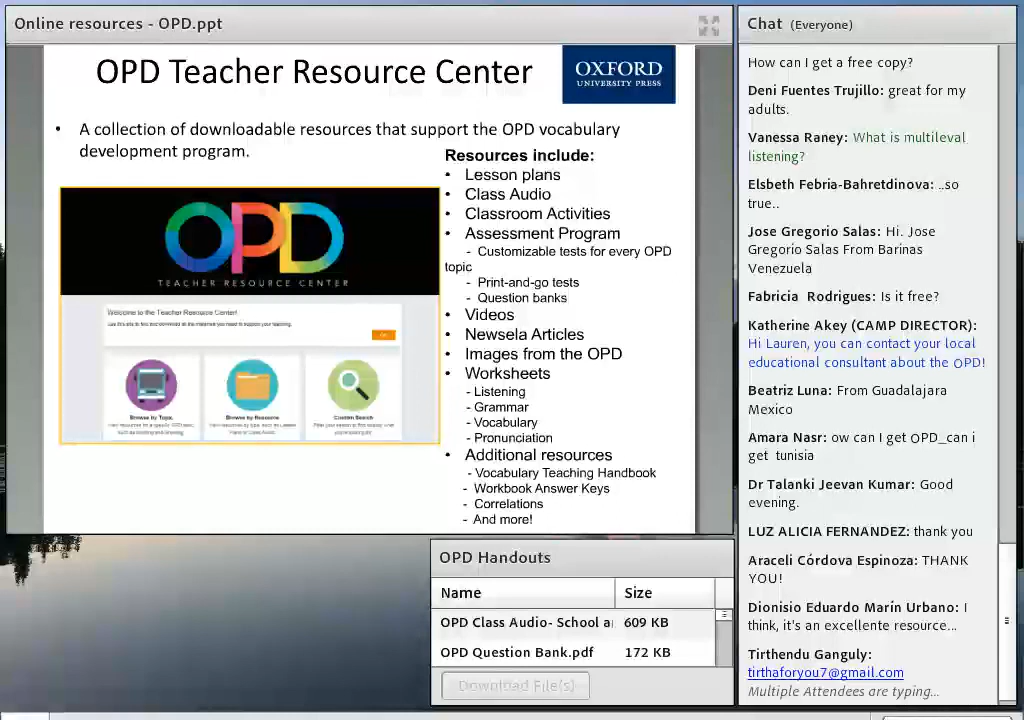 Online resources - OPD.ppt
OPD Teacher Resource Center
OXFORD
UNIVERSITY PRESS
• A collection of downloadable resources that support the OPD vocabulary
development program.
OPD
TEACHER RESOURCE CENTER
Welcome to the Teacher Resource Center!
Browse by Topic
Browse by Resource
Custom Search
Resources include:
• Lesson plans
• Class Audio
• Classroom Activities
• Assessment Program
- Customizable tests for every OPD
topic
- Print-and-go tests
- Question banks
• Videos
• Newsela Articles
• Images from the OPD
• Worksheets
- Listening
- Grammar
- Vocabulary
- Pronunciation
• Additional resources
- Vocabulary Teaching Handbook
- Workbook Answer Keys
- Correlations
- And more!
OPD Handouts
Name Size
OPD Class Audio- School a 609 KB
OPD Question Bank.pdf 172 KB
Download File(s)
Chat (Everyone)
How can I get a free copy?
Deni Fuentes Trujillo: great for my
adults.
Vanessa Raney: What is multileval
listening?
Elsbeth Febria-Bahretdinova: ..so
true..
Jose Gregorio Salas: Hi. Jose
Gregorio Salas From Barinas
Venezuela
Fabricia Rodrigues: Is it free?
Katherine Akey (CAMP DIRECTOR):
Hi Lauren, you can contact your local
educational consultant about the OPD!
Beatriz Luna: From Guadalajara
Mexico
Amara Nasr: ow can I get OPD_can i
get tunisia
Dr Talanki Jeevan Kumar: Good
evening.
LUZ ALICIA FERNANDEZ: thank you
Araceli Córdova Espinoza: THANK
YOU!
Dionisio Eduardo Marín Urbano: I
think, it's an excellente resource...
Tirthendu Ganguly:
tirthaforyou7@gmail.com
Multiple Attendees are typing...